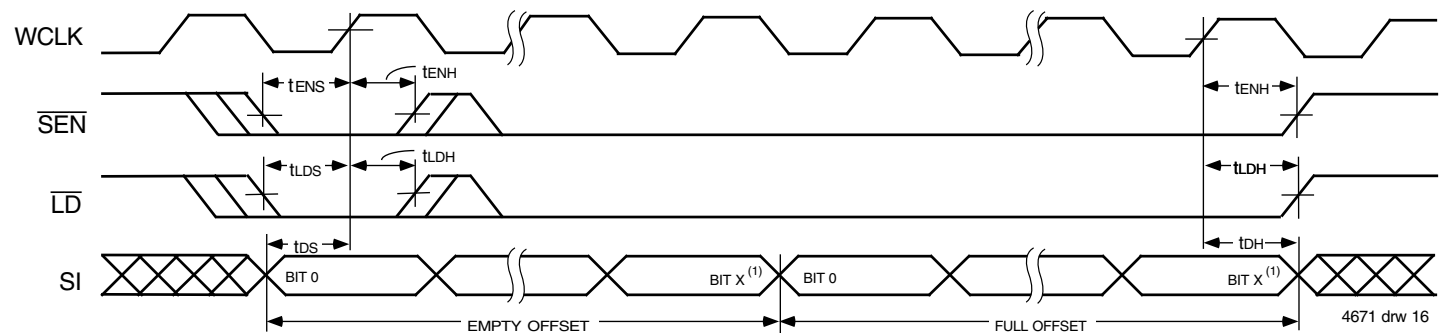 WCLK
tENS
tENH
tENH
SEN
tLDS
tLDH
tLDH
LD
tDS
tDH
SI
BIT 0
BIT X(1)
BIT 0
BIT X(1)
EMPTY OFFSET
FULL OFFSET
4671 drw 16